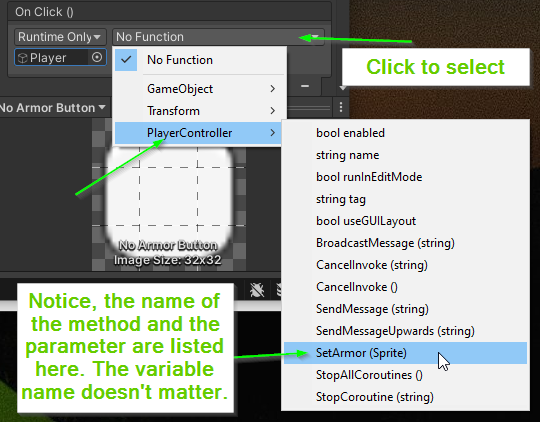 On Click ()
Runtime Only
No Function
Player
Click to select
No Function
GameObject
Transform
PlayerController
No Armor Button
bool enabled
string name
bool runInEditMode
string tag
bool useGUILayout
BroadcastMessage (string)
CancelInvoke (string)
CancelInvoke ()
SendMessage (string)
SendMessageUpwards (string)
SetArmor (Sprite)
StopAllCoroutines ()
StopCoroutine (string)
No Armor Button
Image Size: 32x32
Notice, the name of
the method and the
parameter are listed
here. The variable
name doesn't matter.